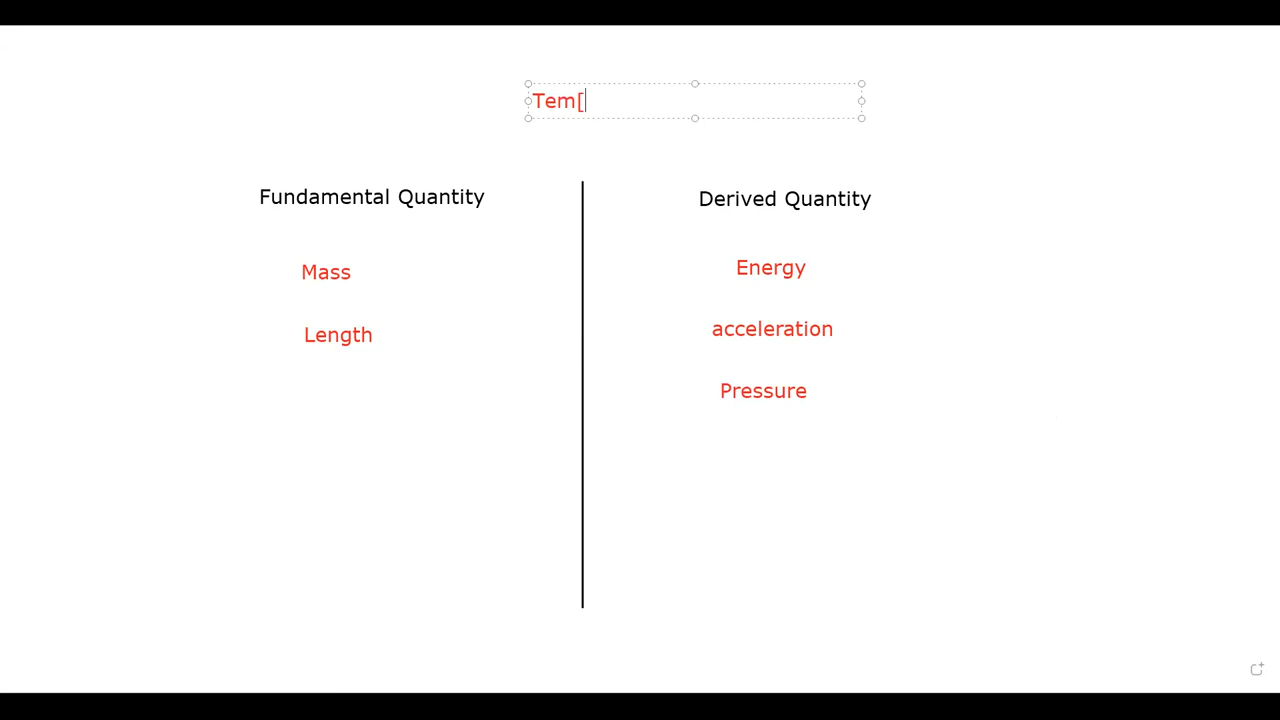 Tem[
Fundamental Quantity
Derived Quantity
Mass
Energy
Length
acceleration
Pressure